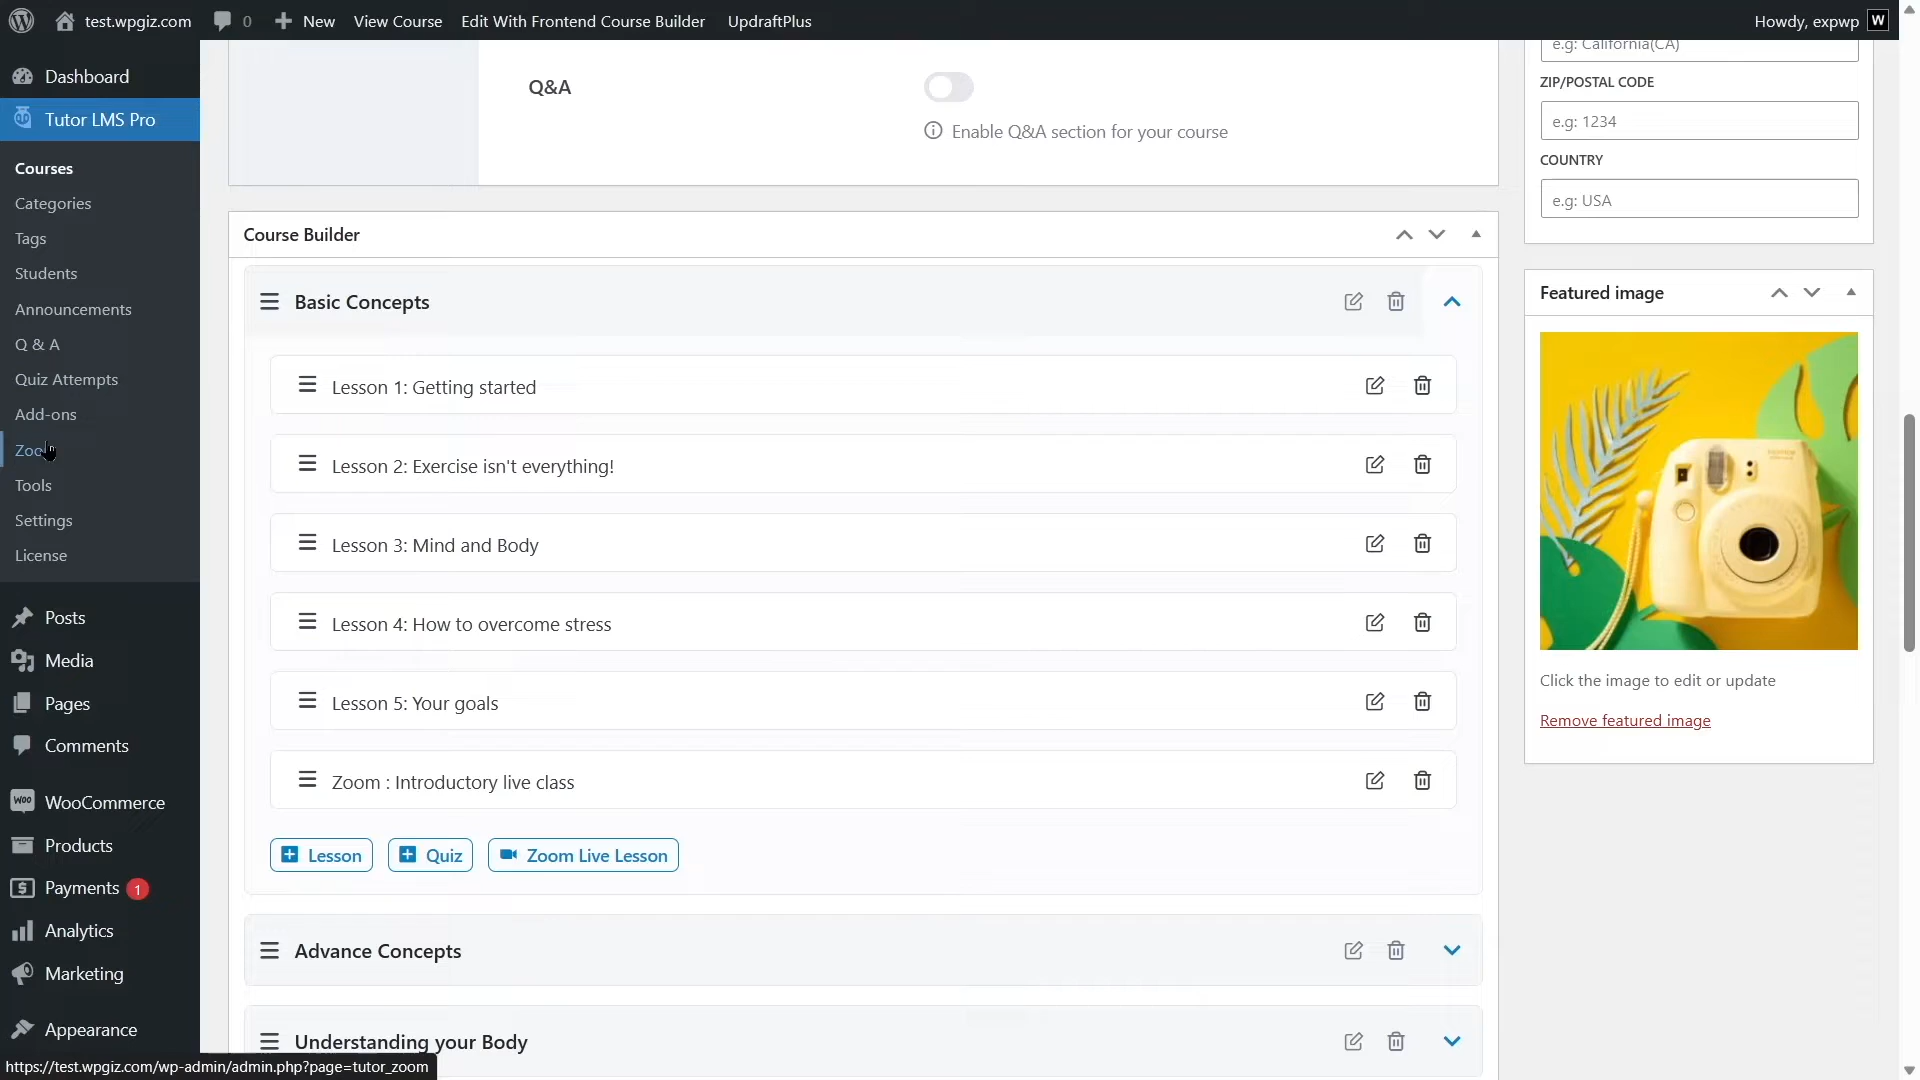 test.wpgiz.com
0
New
View Course
Edit With Frontend Course Builder
UpdraftPlus
Howdy, expwp
Dashboard
Tutor LMS Pro
Courses
Categories
Tags
Students
Announcements
Q & A
Quiz Attempts
Add-ons
Tools
Settings
License
Posts
Media
Pages
Comments
WooCommerce
Products
Payments 1
Analytics
Marketing
Appearance
https://test.wpgiz.com/wp-admin/admin.php?page=tutor_zoom
Q&A
Enable Q&A section for your course
Course Builder
Basic Concepts
Lesson 1: Getting started
Lesson 2: Exercise isn't everything!
Lesson 3: Mind and Body
Lesson 4: How to overcome stress
Lesson 5: Your goals
Zoom : Introductory live class
Lesson
Quiz
Zoom Live Lesson
Advance Concepts
Understanding your Body
e.g: California(CA)
ZIP/POSTAL CODE
e.g: 1234
COUNTRY
e.g: USA
Featured image
Click the image to edit or update
Remove featured image